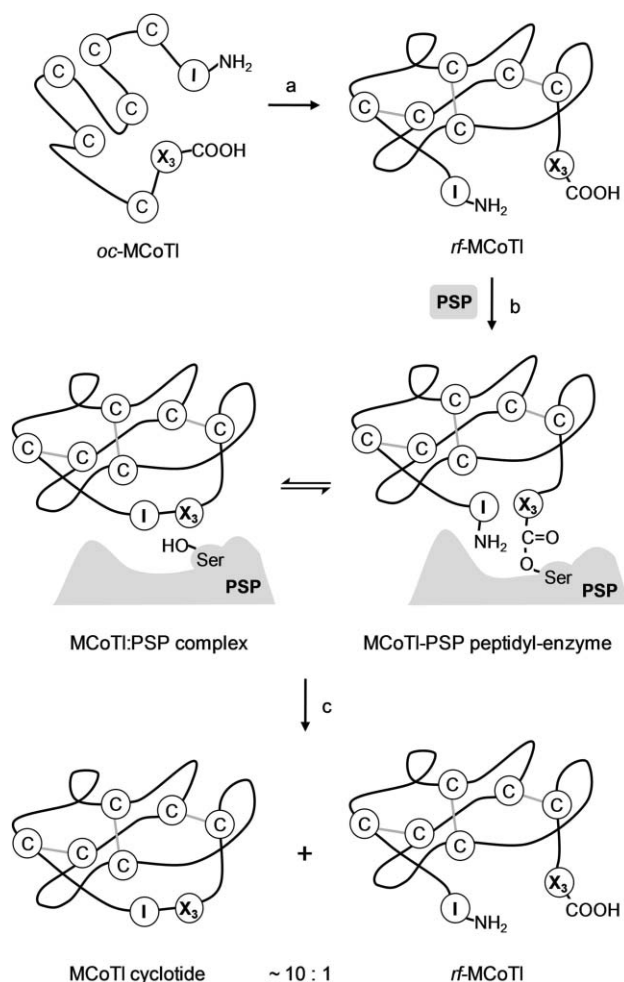 C
C
C
I NH₂
C
C
C
X₃ COOH
C
oc-MCoTI
a
C
C
C
C
C
C
I
NH₂
X₃
COOH
rf-MCoTI
PSP
b
C
C
C
C
C
C
I X₃
HO
Ser
PSP
MCoTI:PSP complex
C
C
C
C
C
C
I
NH₂
X₃
C=O
O
Ser
PSP
MCoTI-PSP peptidyl-enzyme
c
C
C
C
C
C
C
I X₃
MCoTI cyclotide
+
~ 10 : 1
C
C
C
C
C
C
I
NH₂
X₃
COOH
rf-MCoTI